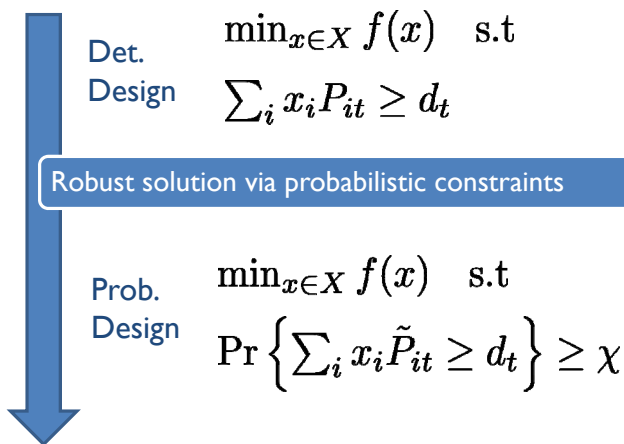 Det.
Design
min_{x∈X} f(x) s.t
∑_i x_i P_{it} ≥ d_t
Robust solution via probabilistic constraints
Prob.
Design
min_{x∈X} f(x) s.t
Pr {∑_i x_i P̃_{it} ≥ d_t} ≥ χ